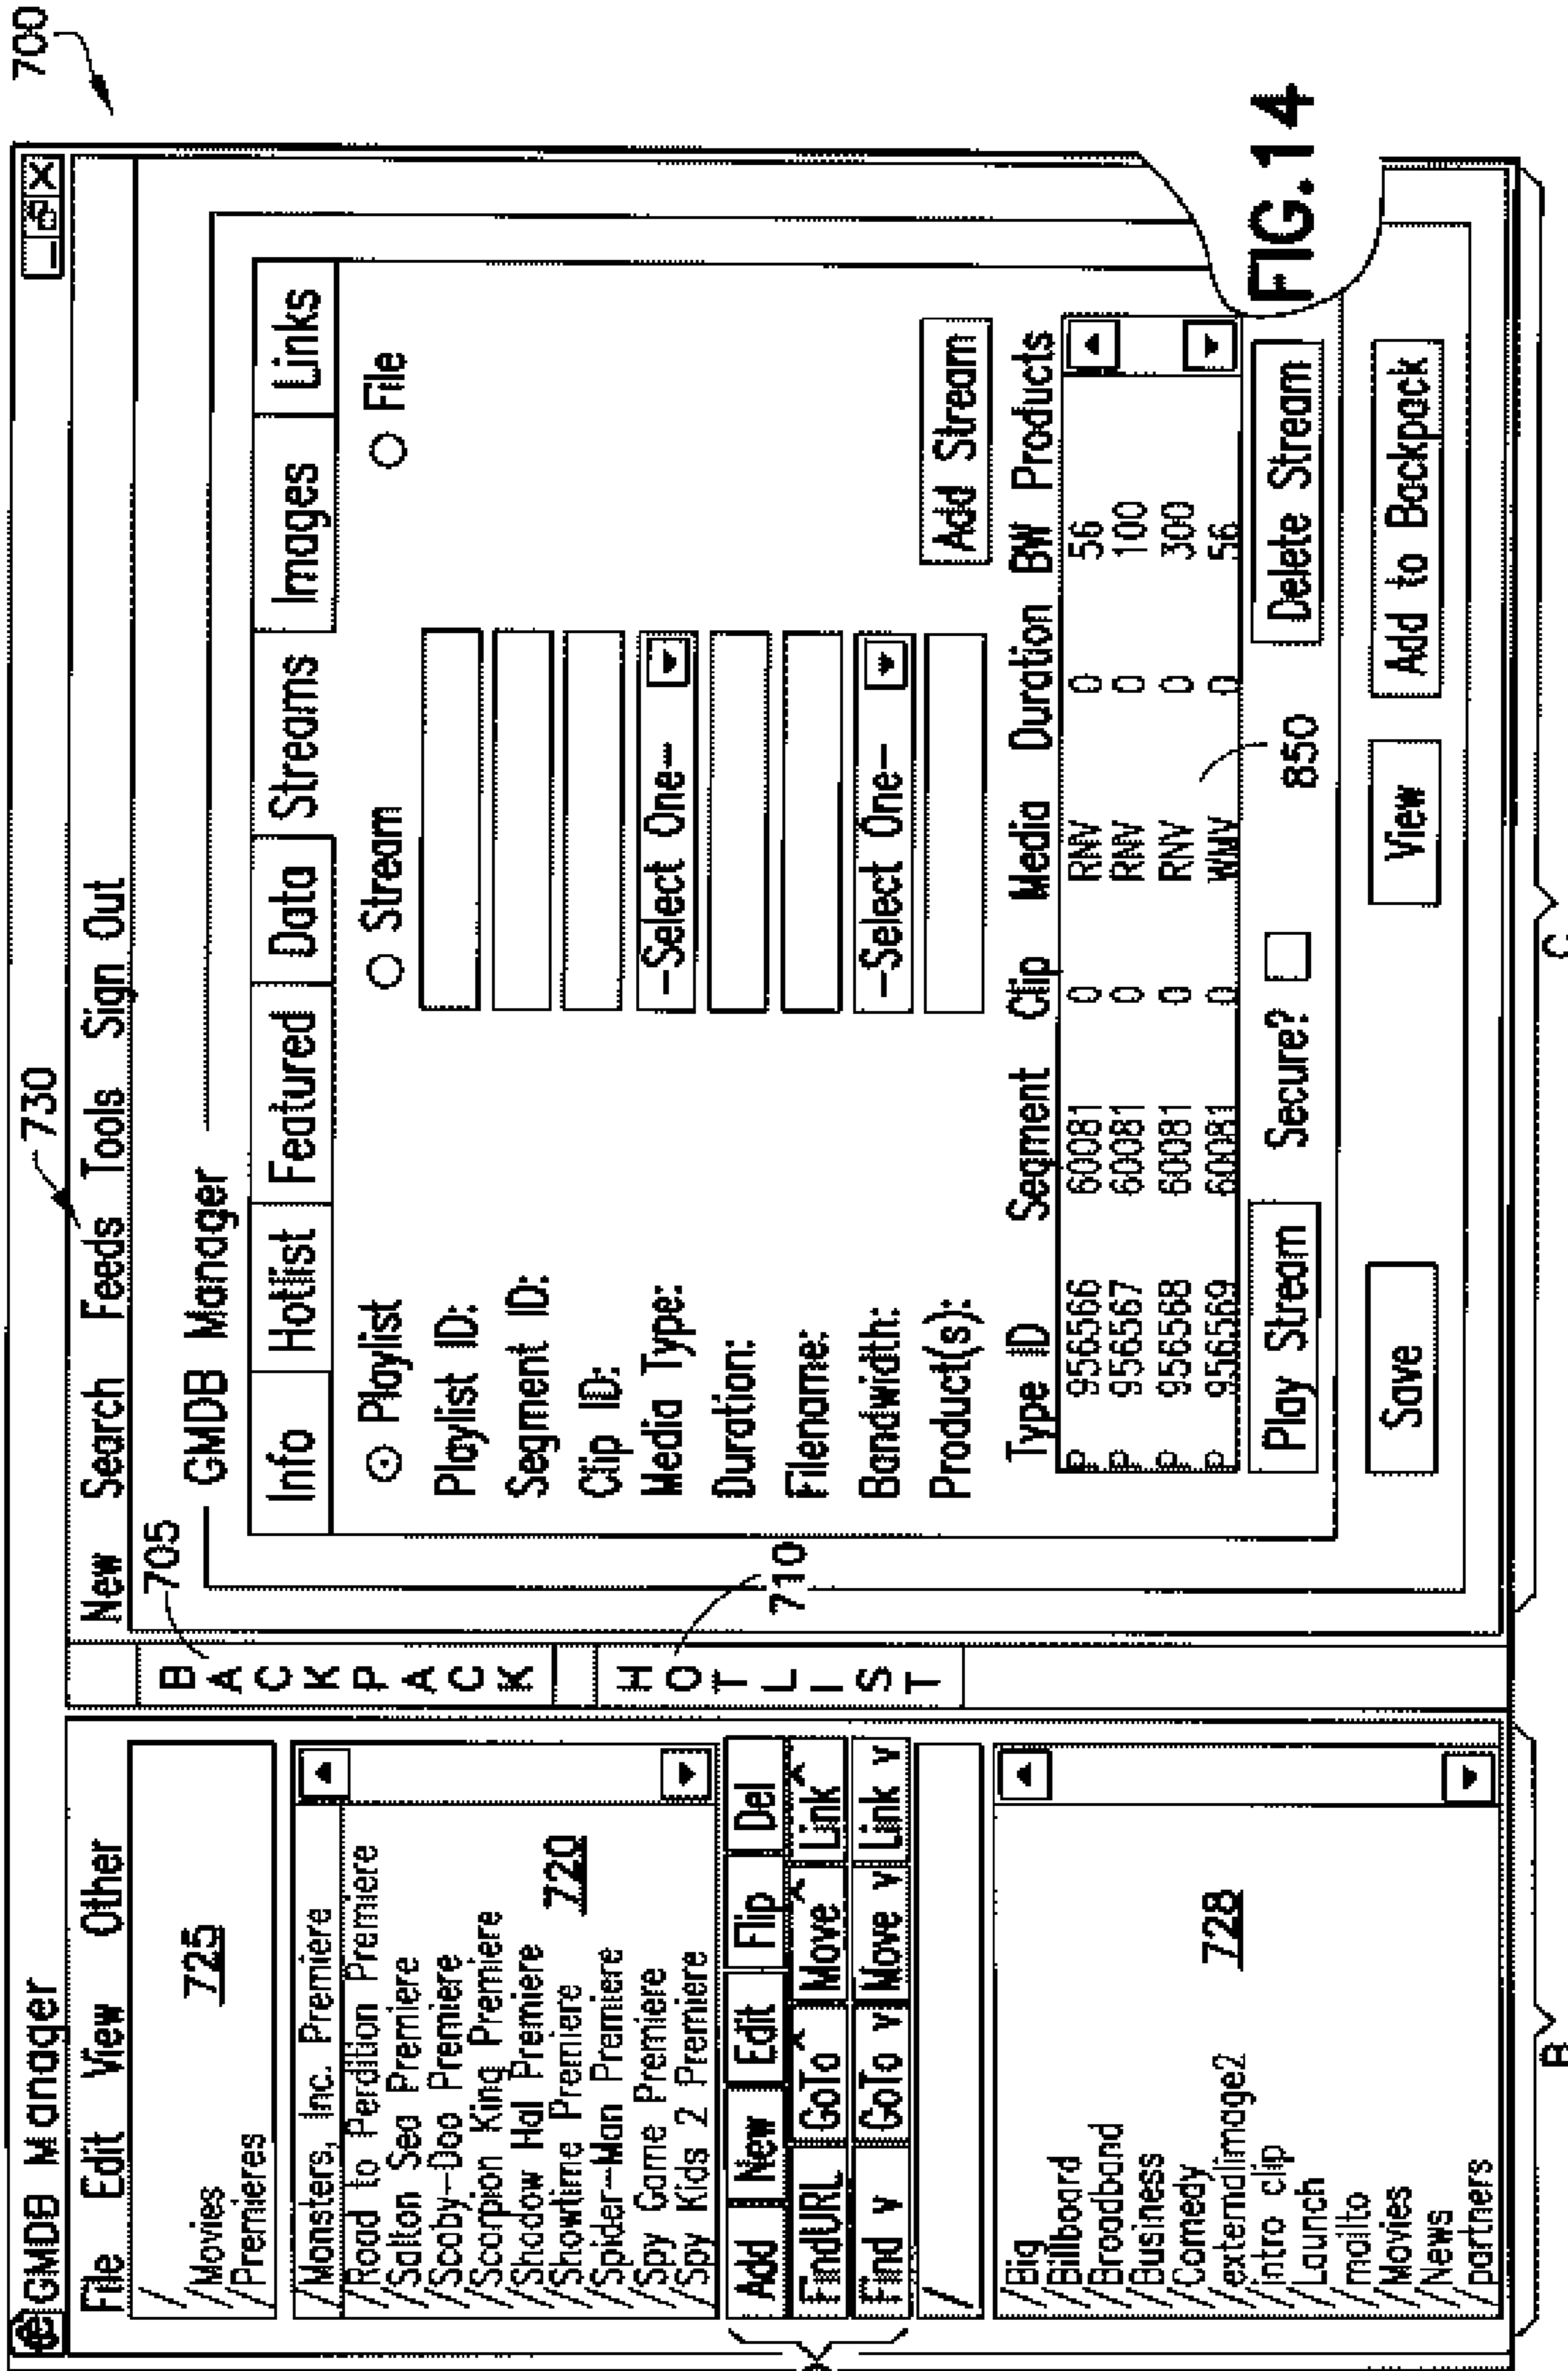 700
GMDB Manager
File Edit View Other
725
/
/Movies
/Premieres
/Monsters, Inc. Premiere
/Road to Perdition Premiere
/Salton Sea Premiere
/Scooby-Doo Premiere
/Scorpion King Premiere
/Shadow Hal Premiere
/Showtime Premiere
/Spider-Man Premiere
/Spy Game Premiere
/Spy Kids 2 Premiere
720
Add New Edit Flip Del
FindURL GoTo ^ Move ^ Link ^
Find v GoTo v Move v Link v
/
/Big
/Billboard
/Broadband
/Business
/Comedy
/externalimage2
/intro clip
/Launch
/mailto
/Movies
/News
/partners
728
B
BACKPACK
705
HOTLIST
710
730
New Search Feeds Tools Sign Out
GMDB Manager
Info Hotlist Featured Data Streams Images Links
Playlist Stream File
Playlist ID:
Segment ID:
Clip ID:
Media Type: -Select One-
Duration:
Filename:
Bandwidth: -Select One-
Product(s): Add Stream
Type ID Segment Clip Media Duration BW Products
P 956566 60081 0 RNV 0 56
P 956567 60081 0 RNV 0 100
P 956568 60081 0 RNV 0 300
P 956569 60081 0 WMV 0 56
Play Stream Secure? 850 Delete Stream
Save View Add to Backpack
C
FIG.14